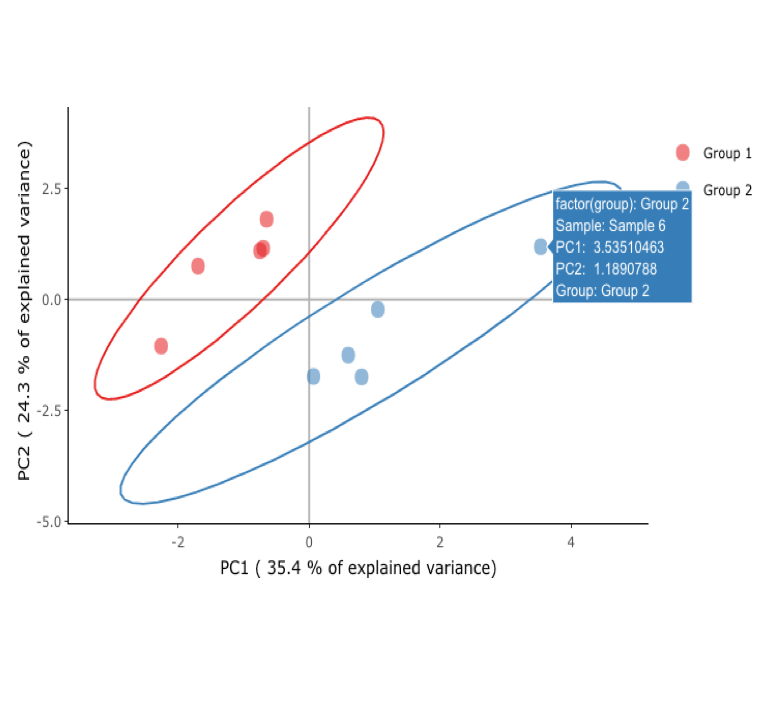 PC2 ( 24.3 % of explained variance)
2.5
0.0
-2.5
-5.0
-2
0
2
4
PC1 ( 35.4 % of explained variance)
Group 1
Group 2
factor(group): Group 2
Sample: Sample 6
PC1: 3.53510463
PC2: 1.1890788
Group: Group 2